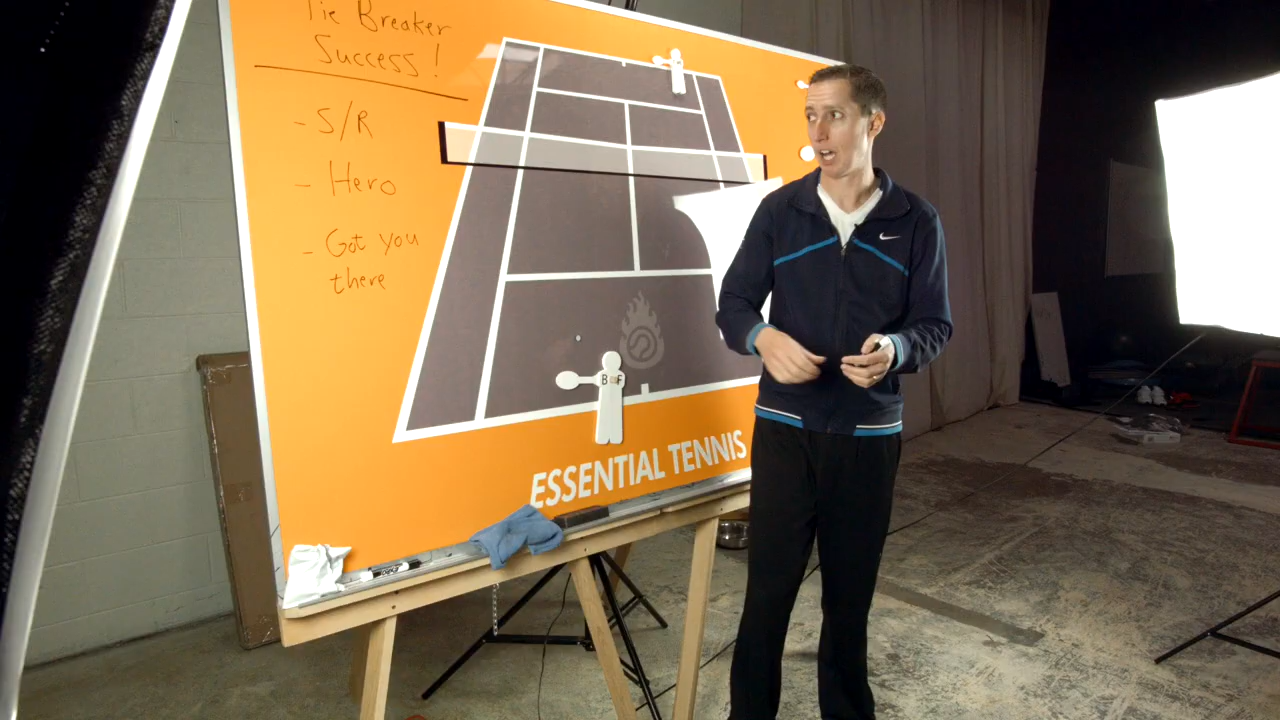 Tie Breaker
Success!
- S/R
- Hero
- Got you
there
B F
ESSENTIAL TENNIS